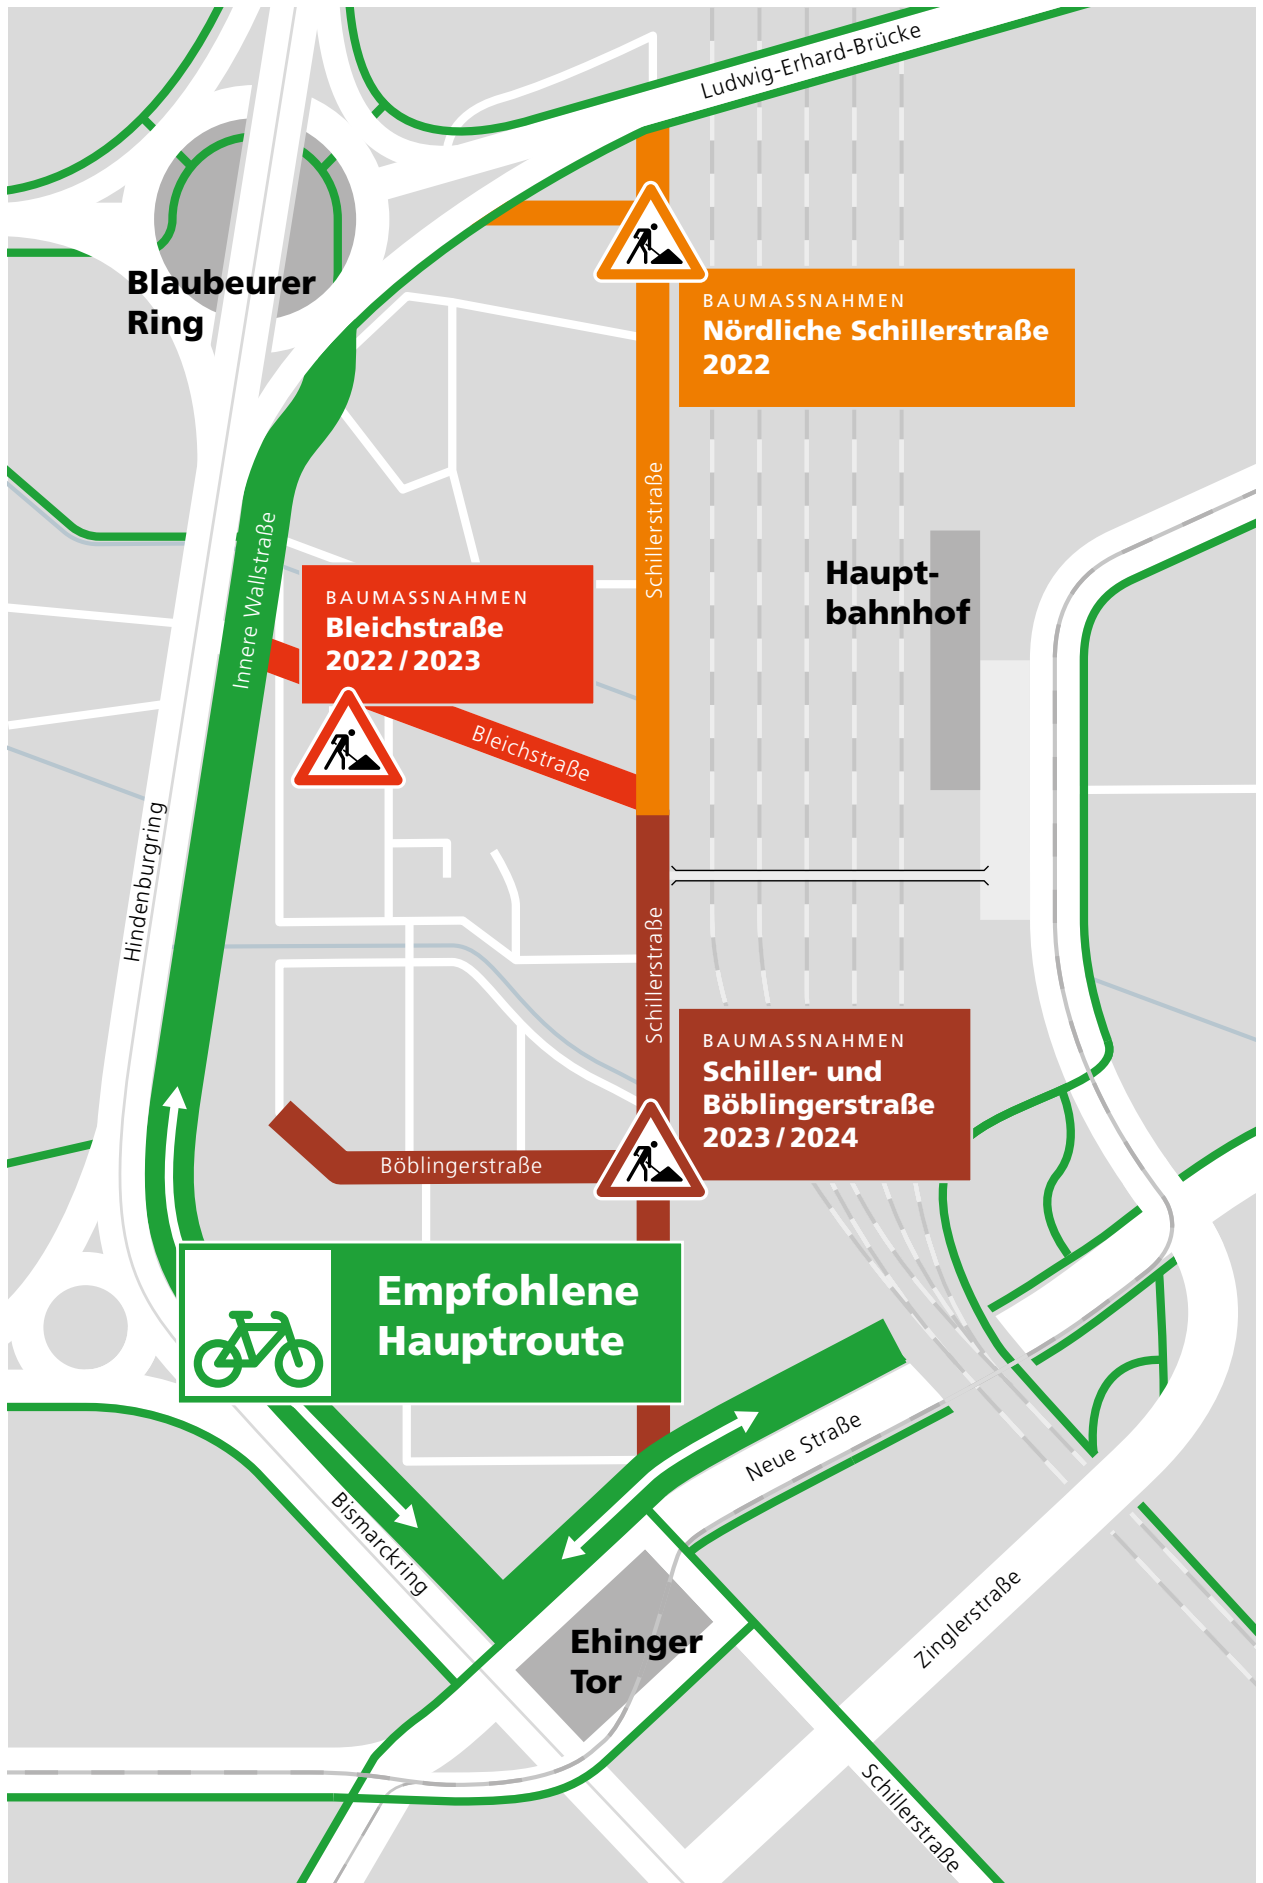 Ludwig-Erhard-Brücke
Blaubeurer
Ring
BAUMASSNAHMEN
Nördliche Schillerstraße
2022
Schillerstraße
Innere Wallstraße
Haupt-
bahnhof
BAUMASSNAHMEN
Bleichstraße
2022 / 2023
Bleichstraße
Hindenburgring
Schillerstraße
BAUMASSNAHMEN
Schiller- und
Böblingerstraße
2023 / 2024
Böblingerstraße
Empfohlene
Hauptroute
Neue Straße
Bismarckring
Ehinger
Tor
Zinglerstraße
Schillerstraße